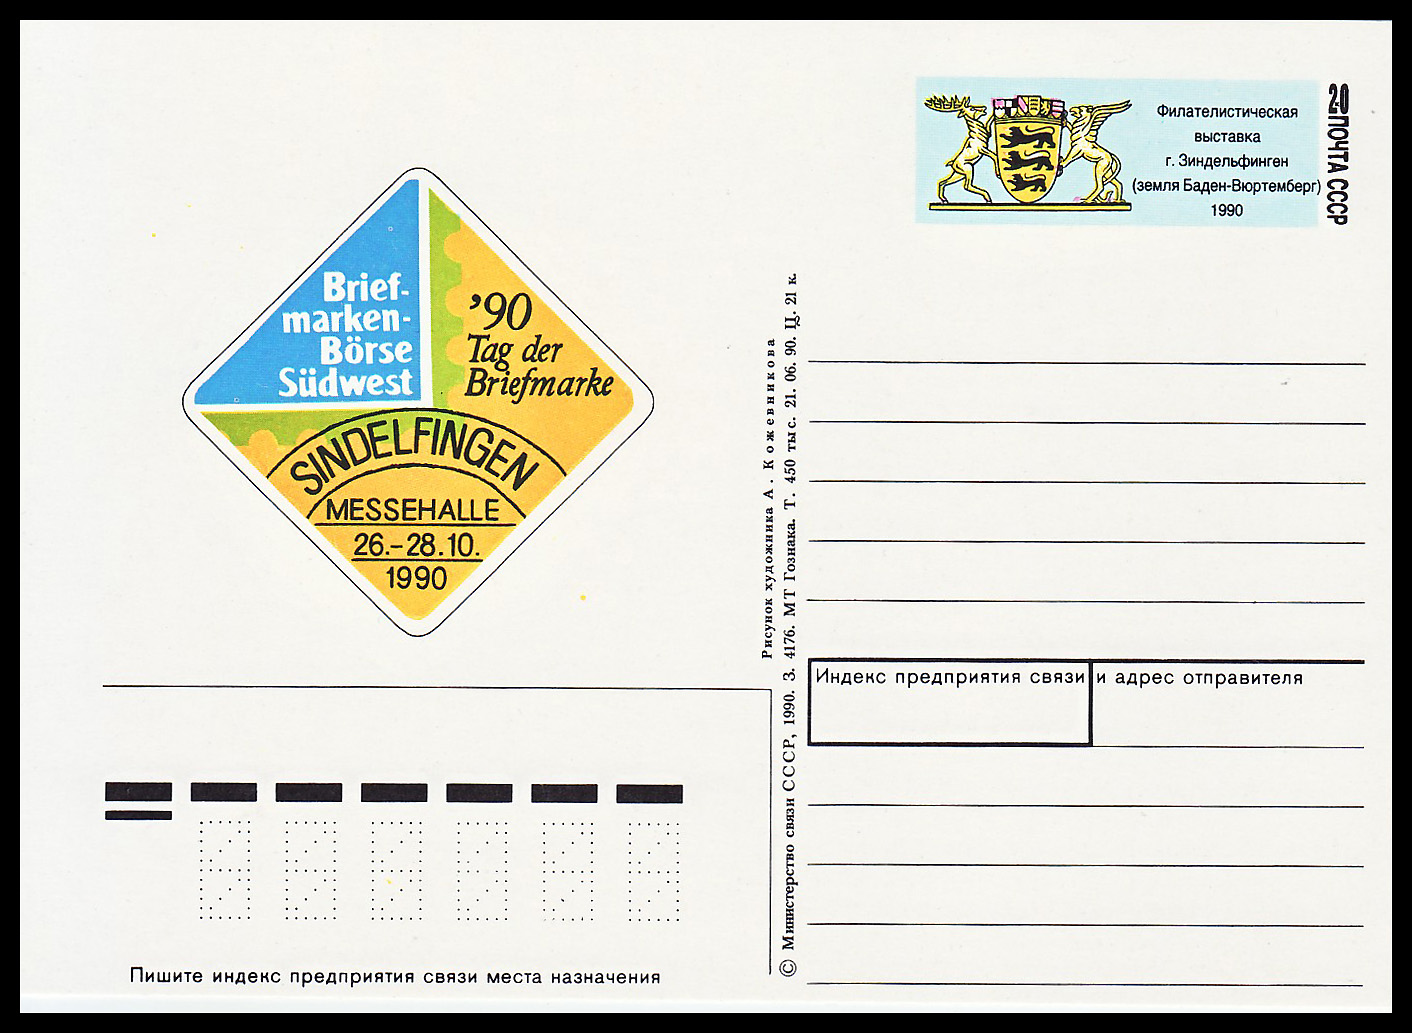 Филателистическая
выставка
г. Зиндельфинген
(земля Баден-Вюртемберг)
1990
20 ПОЧТА СССР
Brief-
marken-
Börse
Südwest
’90
Tag der
Briefmarke
SINDELFINGEN
MESSEHALLE
26.–28.10.
1990
Рисунок художника А. Кожевникова
© Министерство связи СССР, 1990. З. 4176. МТ Гознака. Т. 450 тыс. 21. 06. 90. Ц. 21 к.
Индекс предприятия связи и адрес отправителя
Пишите индекс предприятия связи места назначения